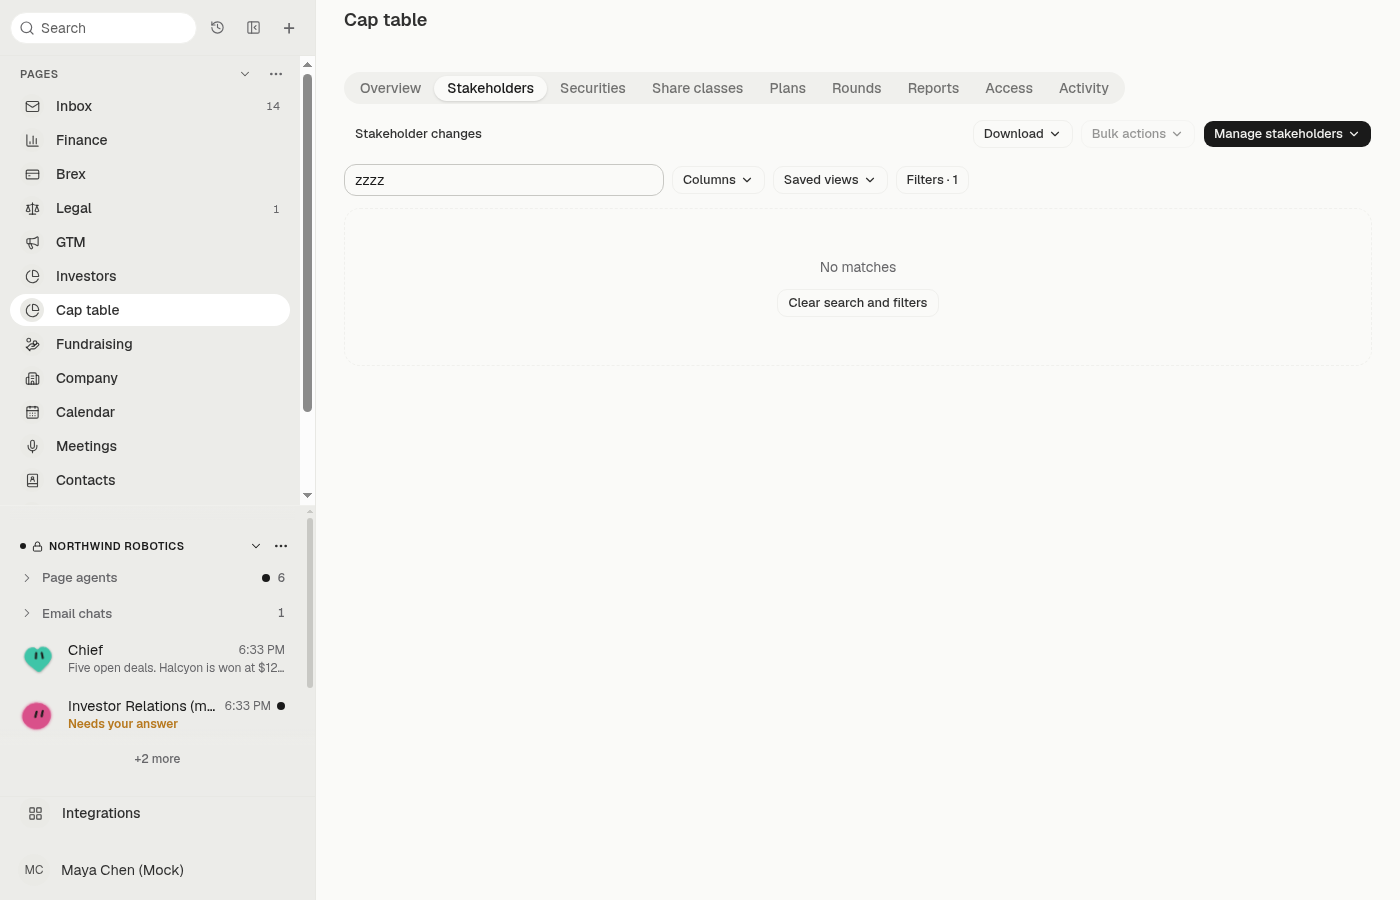 Search
PAGES
Inbox 14
Finance
Brex
Legal 1
GTM
Investors
Cap table
Fundraising
Company
Calendar
Meetings
Contacts
NORTHWIND ROBOTICS
Page agents 6
Email chats 1
Chief 6:33 PM
Five open deals. Halcyon is won at $12...
Investor Relations (m... 6:33 PM
Needs your answer
+2 more
Integrations
MC Maya Chen (Mock)
Cap table
Overview Stakeholders Securities Share classes Plans Rounds Reports Access Activity
Stakeholder changes Download Bulk actions Manage stakeholders
zzzz Columns Saved views Filters · 1
No matches
Clear search and filters